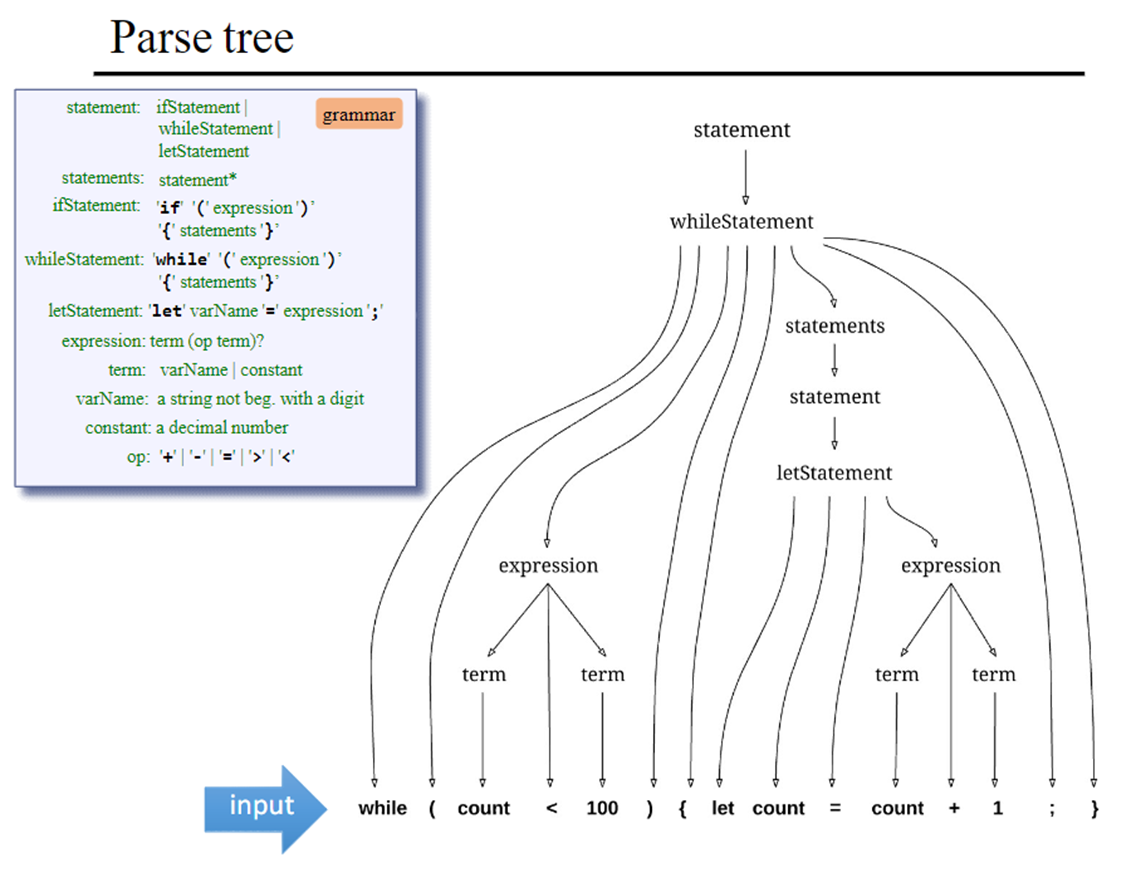 Parse tree
grammar
statement: ifStatement |
whileStatement |
letStatement
statements: statement*
ifStatement: 'if' '(' expression ')'
'{' statements '}'
whileStatement: 'while' '(' expression ')'
'{' statements '}'
letStatement: 'let' varName '=' expression ';'
expression: term (op term)?
term: varName | constant
varName: a string not beg. with a digit
constant: a decimal number
op: '+' | '-' | '=' | '>' | '<'
statement
whileStatement
statements
statement
letStatement
expression expression
term term term term
input
while ( count < 100 ) { let count = count + 1 ; }